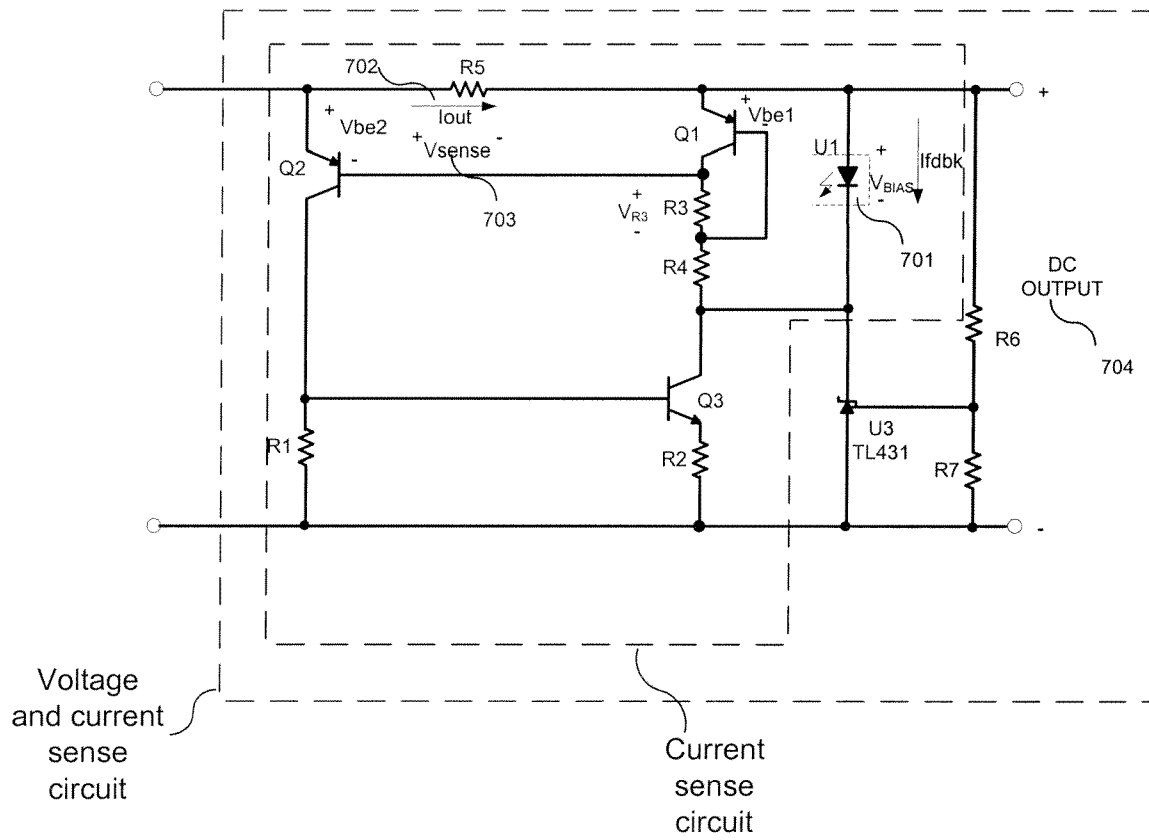 702
R5
+
Iout
+
Vbe2
-
+
Vsense
-
703
Q2
Q1
+
Vbe1
-
+
VR3
-
R3
R4
U1
+
VBIAS
-
Ifdbk
701
DC
OUTPUT
704
R6
Q3
U3
TL431
R1
R2
R7
-
Voltage
and current
sense
circuit
Current
sense
circuit